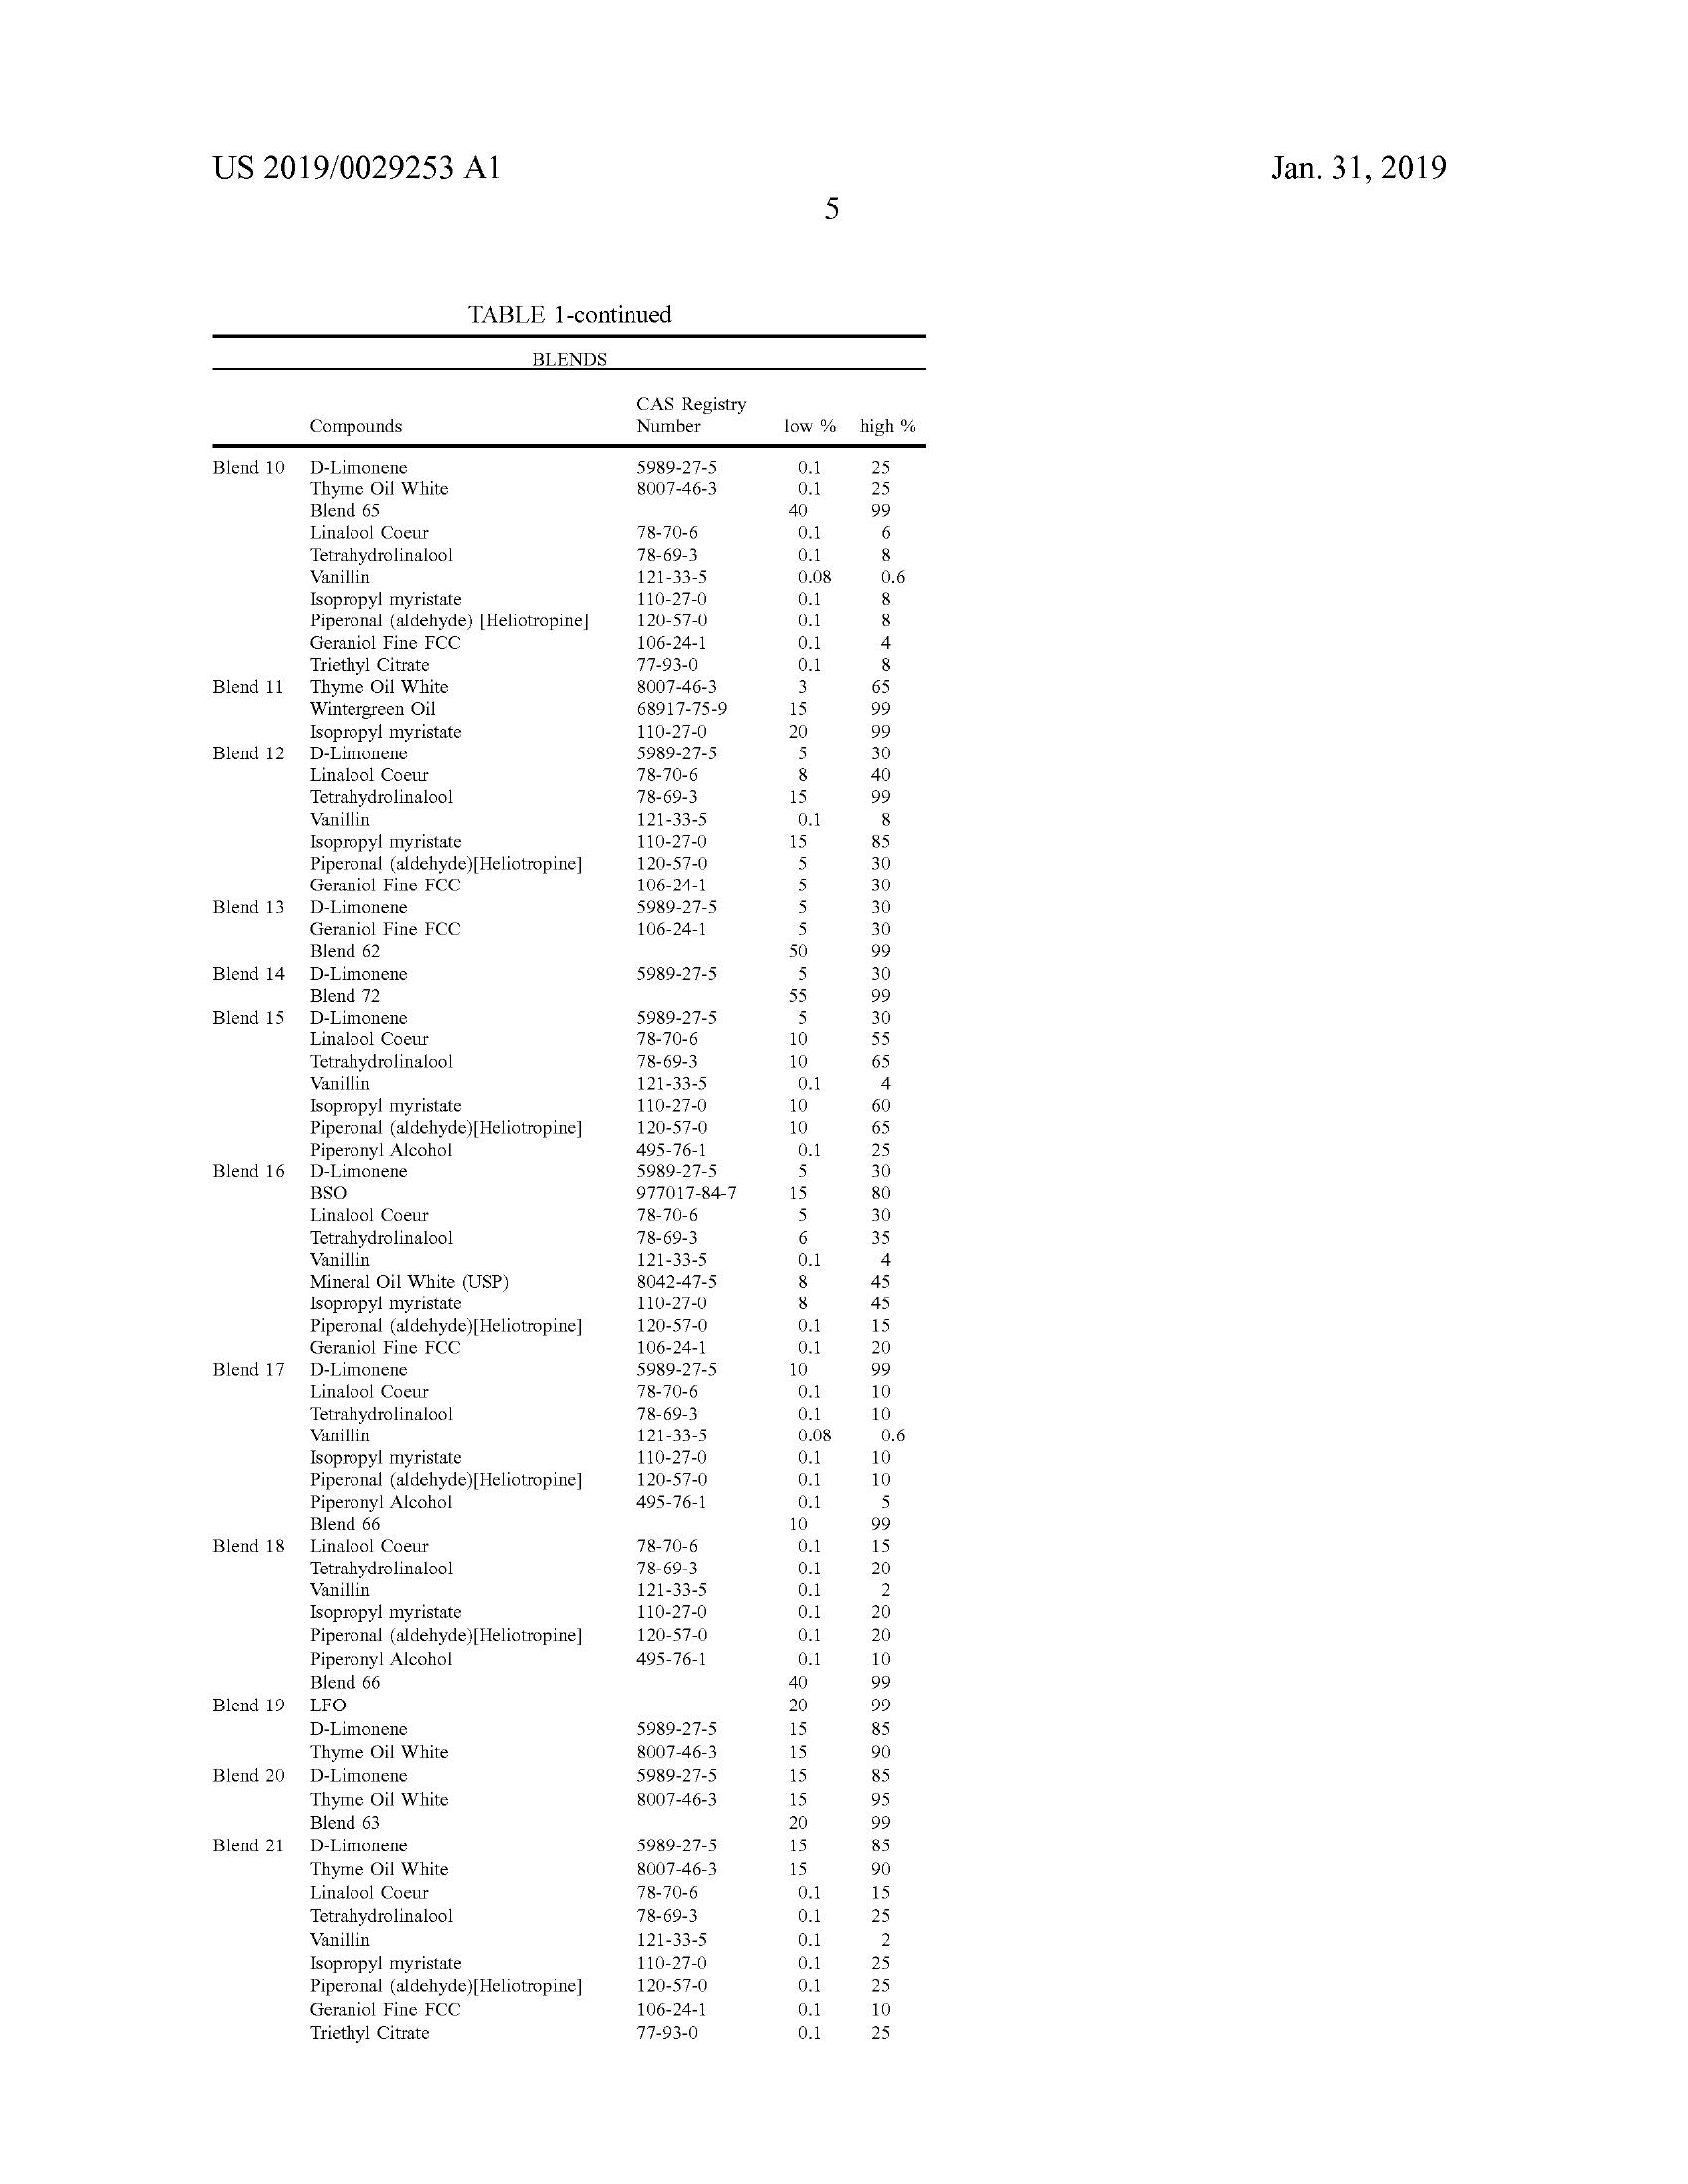 US 2019/0029253 A1 Jan. 31, 2019
5
TABLE 1-continued
BLENDS
CAS Registry
Compounds Number low % high %
Blend 10 D-Limonene 5989-27-5 0.1 25
Thyme Oil White 8007-46-3 0.1 25
Blend 65 40 99
Linalool Coeur 78-70-6 0.1 6
Tetrahydrolinalool 78-69-3 0.1 8
Vanillin 121-33-5 0.08 0.6
Isopropyl myristate 110-27-0 0.1 8
Piperonal (aldehyde) [Heliotropine] 120-57-0 0.1 8
Geraniol Fine FCC 106-24-1 0.1 4
Triethyl Citrate 77-93-0 0.1 8
Blend 11 Thyme Oil White 8007-46-3 3 65
Wintergreen Oil 68917-75-9 15 99
Isopropyl myristate 110-27-0 20 99
Blend 12 D-Limonene 5989-27-5 5 30
Linalool Coeur 78-70-6 8 40
Tetrahydrolinalool 78-69-3 15 99
Vanillin 121-33-5 0.1 8
Isopropyl myristate 110-27-0 15 85
Piperonal (aldehyde)[Heliotropine] 120-57-0 5 30
Geraniol Fine FCC 106-24-1 5 30
Blend 13 D-Limonene 5989-27-5 5 30
Geraniol Fine FCC 106-24-1 5 30
Blend 62 50 99
Blend 14 D-Limonene 5989-27-5 5 30
Blend 72 55 99
Blend 15 D-Limonene 5989-27-5 5 30
Linalool Coeur 78-70-6 10 55
Tetrahydrolinalool 78-69-3 10 65
Vanillin 121-33-5 0.1 4
Isopropyl myristate 110-27-0 10 60
Piperonal (aldehyde)[Heliotropine] 120-57-0 10 65
Piperonyl Alcohol 495-76-1 0.1 25
Blend 16 D-Limonene 5989-27-5 5 30
BSO 977017-84-7 15 80
Linalool Coeur 78-70-6 5 30
Tetrahydrolinalool 78-69-3 6 35
Vanillin 121-33-5 0.1 4
Mineral Oil White (USP) 8042-47-5 8 45
Isopropyl myristate 110-27-0 8 45
Piperonal (aldehyde)[Heliotropine] 120-57-0 0.1 15
Geraniol Fine FCC 106-24-1 0.1 20
Blend 17 D-Limonene 5989-27-5 10 99
Linalool Coeur 78-70-6 0.1 10
Tetrahydrolinalool 78-69-3 0.1 10
Vanillin 121-33-5 0.08 0.6
Isopropyl myristate 110-27-0 0.1 10
Piperonal (aldehyde)[Heliotropine] 120-57-0 0.1 10
Piperonyl Alcohol 495-76-1 0.1 5
Blend 66 10 99
Blend 18 Linalool Coeur 78-70-6 0.1 15
Tetrahydrolinalool 78-69-3 0.1 20
Vanillin 121-33-5 0.1 2
Isopropyl myristate 110-27-0 0.1 20
Piperonal (aldehyde)[Heliotropine] 120-57-0 0.1 20
Piperonyl Alcohol 495-76-1 0.1 10
Blend 66 40 99
Blend 19 LFO 20 99
D-Limonene 5989-27-5 15 85
Thyme Oil White 8007-46-3 15 90
Blend 20 D-Limonene 5989-27-5 15 85
Thyme Oil White 8007-46-3 15 95
Blend 63 20 99
Blend 21 D-Limonene 5989-27-5 15 85
Thyme Oil White 8007-46-3 15 90
Linalool Coeur 78-70-6 0.1 15
Tetrahydrolinalool 78-69-3 0.1 25
Vanillin 121-33-5 0.1 2
Isopropyl myristate 110-27-0 0.1 25
Piperonal (aldehyde)[Heliotropine] 120-57-0 0.1 25
Geraniol Fine FCC 106-24-1 0.1 10
Triethyl Citrate 77-93-0 0.1 25